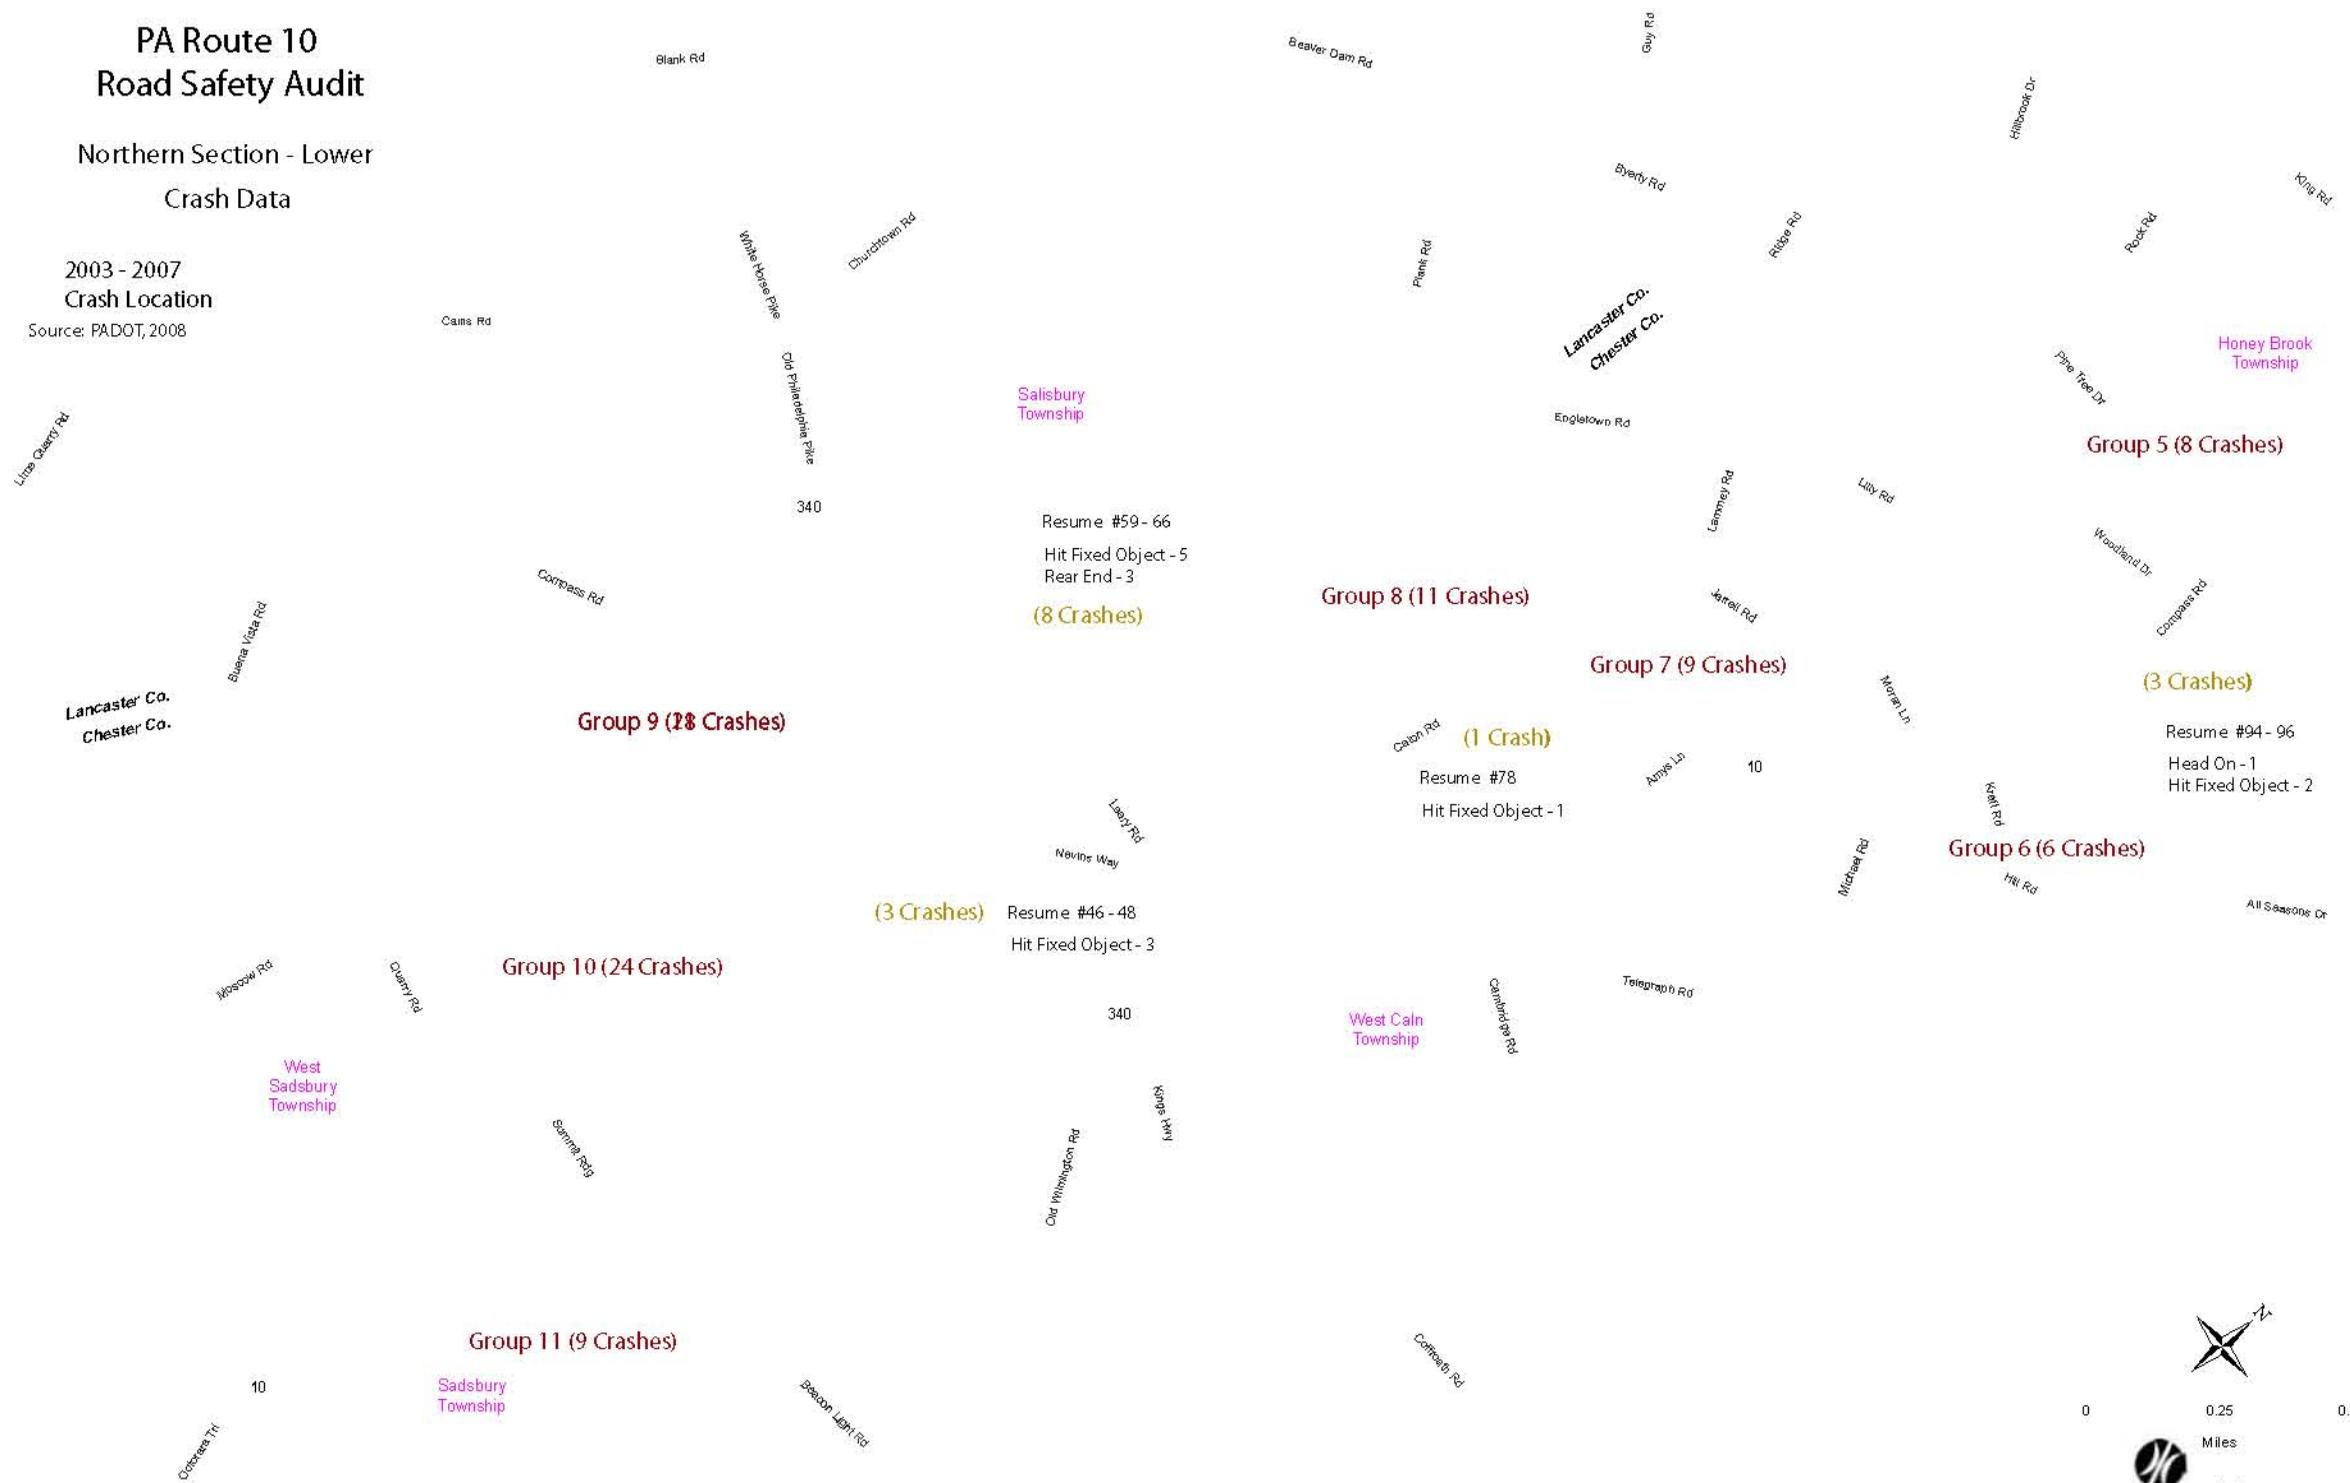 PA Route 10
Road Safety Audit
Northern Section - Lower
Crash Data
2003 - 2007
Crash Location
Source: PADOT, 2008
Blank Rd
Beaver Dam Rd
Guy Rd
Hillbrook Dr
King Rd
Byerly Rd
Ridge Rd
Rock Rd
White Horse Pike
Churchtown Rd
Plank Rd
Cains Rd
Lancaster Co.
Chester Co.
Honey Brook
Township
Old Philadelphia Pike
Salisbury
Township
Pine Tree Dr
Lime Quarry Rd
Engletown Rd
Group 5 (8 Crashes)
340
Lammey Rd
Lilly Rd
Resume #59 - 66
Hit Fixed Object - 5
Rear End - 3
(8 Crashes)
Woodland Dr
Compass Rd
Compass Rd
Group 8 (11 Crashes)
Jarrell Rd
Buena Vista Rd
Group 7 (9 Crashes)
Moran Ln
(3 Crashes)
Resume #94 - 96
Head On - 1
Hit Fixed Object - 2
Lancaster Co.
Chester Co.
Group 9 ( Crashes)
Calon Rd
(1 Crash)
Resume #78
Hit Fixed Object - 1
Amys Ln
10
Leary Rd
Nevins Way
Kraft Rd
Michael Rd
Group 6 (6 Crashes)
Hill Rd
All Seasons Dr
(3 Crashes)
Resume #46 - 48
Hit Fixed Object - 3
Moscow Rd
Quarry Rd
Group 10 (24 Crashes)
340
West Caln
Township
Cambridge Rd
Telegraph Rd
West
Sadsbury
Township
Summit Rdg
Old Wilmington Rd
Kings Hwy
Group 11 (9 Crashes)
10
Sadsbury
Township
Beacon Light Rd
Coffroath Rd
Octorara Trl
N
0
0.25
0.
Miles